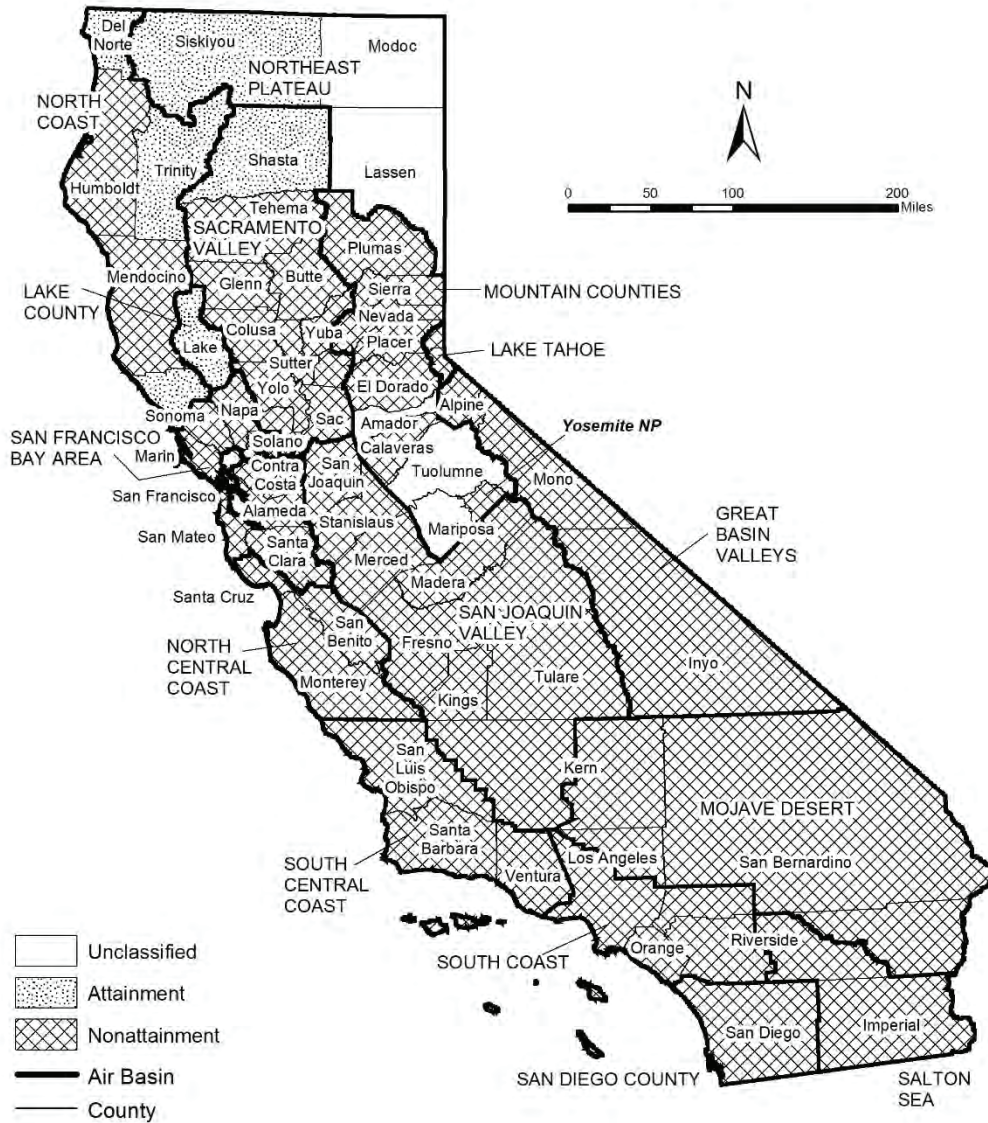 Del
Norte
Siskiyou
Modoc
NORTHEAST
PLATEAU
NORTH
COAST
N
Trinity
Shasta
Lassen
Humboldt
0 50 100 200
Miles
Tehema
SACRAMENTO
VALLEY
Plumas
Mendocino
Glenn
Butte
Sierra
MOUNTAIN COUNTIES
LAKE
COUNTY
Nevada
Colusa
Yuba
Placer
Lake
Sutter
LAKE TAHOE
Yolo
El Dorado
Sonoma
Napa
Sac
Alpine
Amador
Yosemite NP
SAN FRANCISCO
BAY AREA
Marin
Solano
Calaveras
Contra
Costa
San
Joaquin
Tuolumne
Mono
San Francisco
Alameda
Stanislaus
GREAT
BASIN
VALLEYS
San Mateo
Santa
Clara
Mariposa
Merced
Madera
Santa Cruz
SAN JOAQUIN
VALLEY
San
Benito
NORTH
CENTRAL
COAST
Fresno
Inyo
Monterey
Tulare
Kings
San
Luis
Obispo
Kern
MOJAVE DESERT
Santa
Barbara
Los Angeles
San Bernardino
SOUTH
CENTRAL
COAST
Ventura
Unclassified
SOUTH COAST
Orange
Riverside
Attainment
Nonattainment
San Diego
Imperial
Air Basin
SAN DIEGO COUNTY
SALTON
SEA
County